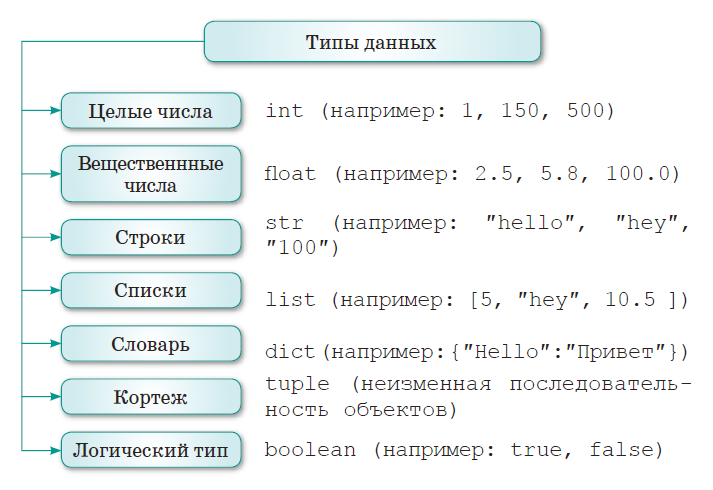 Типы данных
Целые числа
int (например: 1, 150, 500)
Вещественнные
числа
float (например: 2.5, 5.8, 100.0)
Строки
str (например: "hello", "hey",
"100")
Списки
list (например: [5, "hey", 10.5 ])
Словарь
dict(например:{"Hello":"Привет"})
Кортеж
tuple (неизменная последователь-
ность объектов)
Логический тип
boolean (например: true, false)